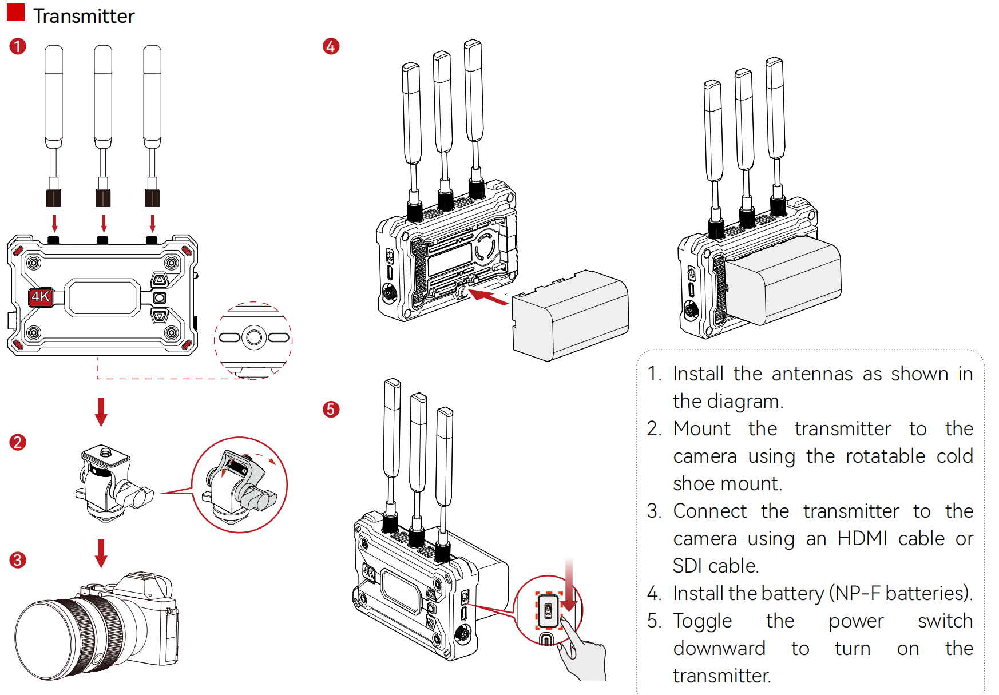 Transmitter
1
4K
2
3
4
5
4K
1. Install the antennas as shown in
the diagram.
2. Mount the transmitter to the
camera using the rotatable cold
shoe mount.
3. Connect the transmitter to the
camera using an HDMI cable or
SDI cable.
4. Install the battery (NP-F batteries).
5. Toggle the power switch
downward to turn on the
transmitter.